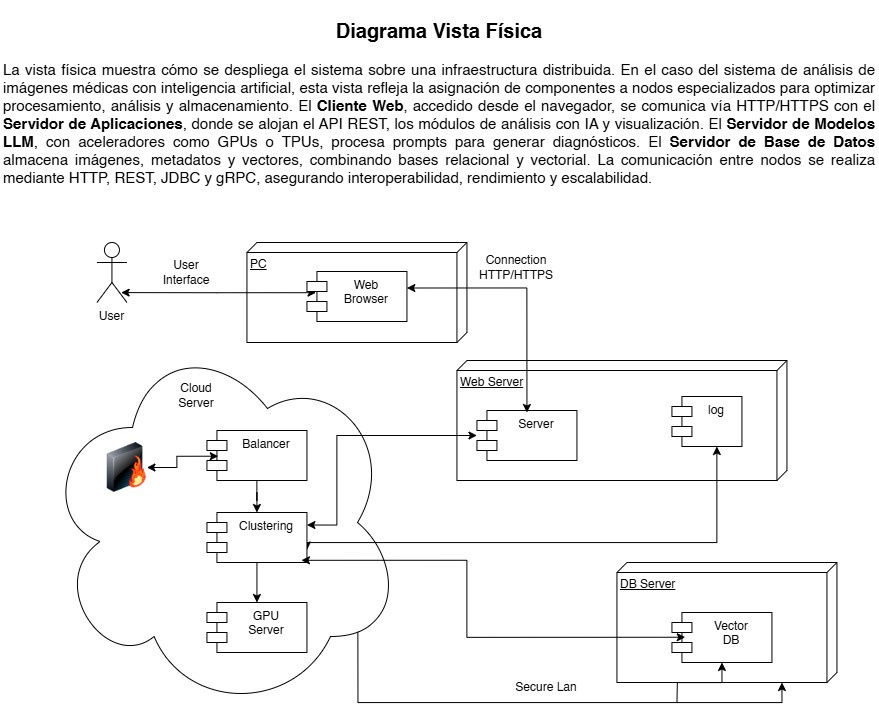 Diagrama Vista Física
La vista física muestra cómo se despliega el sistema sobre una infraestructura distribuida. En el caso del sistema de análisis de
imágenes médicas con inteligencia artificial, esta vista refleja la asignación de componentes a nodos especializados para optimizar
procesamiento, análisis y almacenamiento. El Cliente Web, accedido desde el navegador, se comunica vía HTTP/HTTPS con el
Servidor de Aplicaciones, donde se alojan el API REST, los módulos de análisis con IA y visualización. El Servidor de Modelos
LLM, con aceleradores como GPUs o TPUs, procesa prompts para generar diagnósticos. El Servidor de Base de Datos
almacena imágenes, metadatos y vectores, combinando bases relacional y vectorial. La comunicación entre nodos se realiza
mediante HTTP, REST, JDBC y gRPC, asegurando interoperabilidad, rendimiento y escalabilidad.
User
Interface
User
PC
Web
Browser
Connection
HTTP/HTTPS
Web Server
Server
log
Cloud
Server
Balancer
Clustering
GPU
Server
DB Server
Vector
DB
Secure Lan